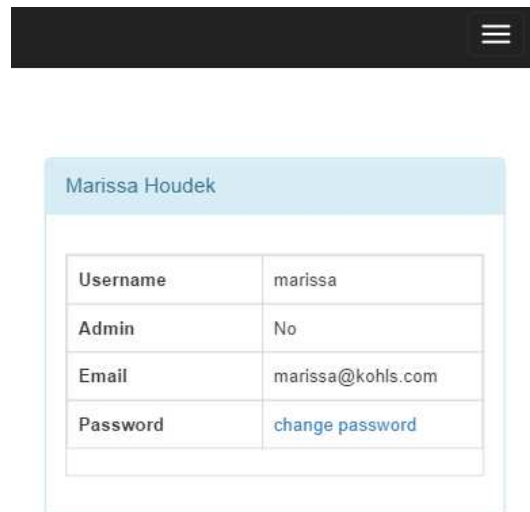 Marissa Houdek
Username marissa
Admin No
Email marissa@kohls.com
Password change password